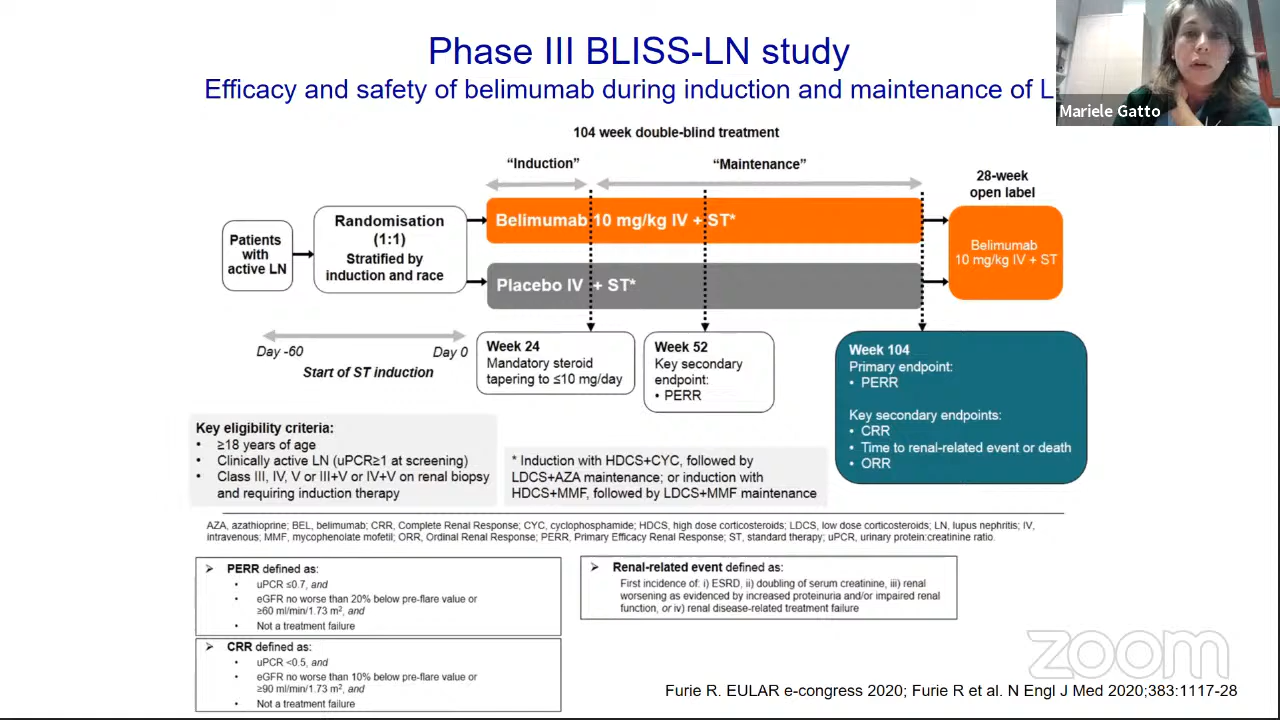 Phase III BLISS-LN study
Efficacy and safety of belimumab during induction and maintenance of L
Mariele Gatto
104 week double-blind treatment
“Induction”
“Maintenance”
28-week
open label
Patients
with
active LN
Randomisation
(1:1)
Stratified by
induction and race
Belimumab 10 mg/kg IV + ST*
Placebo IV + ST*
Belimumab
10 mg/kg IV + ST
Day -60
Day 0
Start of ST induction
Week 24
Mandatory steroid
tapering to ≤10 mg/day
Week 52
Key secondary
endpoint:
• PERR
Week 104
Primary endpoint:
• PERR
Key secondary endpoints:
• CRR
• Time to renal-related event or death
• ORR
Key eligibility criteria:
• ≥18 years of age
• Clinically active LN (uPCR≥1 at screening)
• Class III, IV, V or III+V or IV+V on renal biopsy
and requiring induction therapy
* Induction with HDCS+CYC, followed by
LDCS+AZA maintenance; or induction with
HDCS+MMF, followed by LDCS+MMF maintenance
AZA, azathioprine; BEL, belimumab; CRR, Complete Renal Response; CYC, cyclophosphamide; HDCS, high dose corticosteroids; LDCS, low dose corticosteroids; LN, lupus nephritis; IV,
intravenous; MMF, mycophenolate mofetil; ORR, Ordinal Renal Response; PERR, Primary Efficacy Renal Response; ST, standard therapy; uPCR, urinary protein:creatinine ratio.
➢ PERR defined as:
• uPCR ≤0.7, and
• eGFR no worse than 20% below pre-flare value or
≥60 ml/min/1.73 m², and
• Not a treatment failure
➢ Renal-related event defined as:
First incidence of: i) ESRD, ii) doubling of serum creatinine, iii) renal
worsening as evidenced by increased proteinuria and/or impaired renal
function, or iv) renal disease-related treatment failure
➢ CRR defined as:
• uPCR <0.5, and
• eGFR no worse than 10% below pre-flare value or
≥90 ml/min/1.73 m², and
• Not a treatment failure
zoom
Furie R. EULAR e-congress 2020; Furie R et al. N Engl J Med 2020;383:1117-28